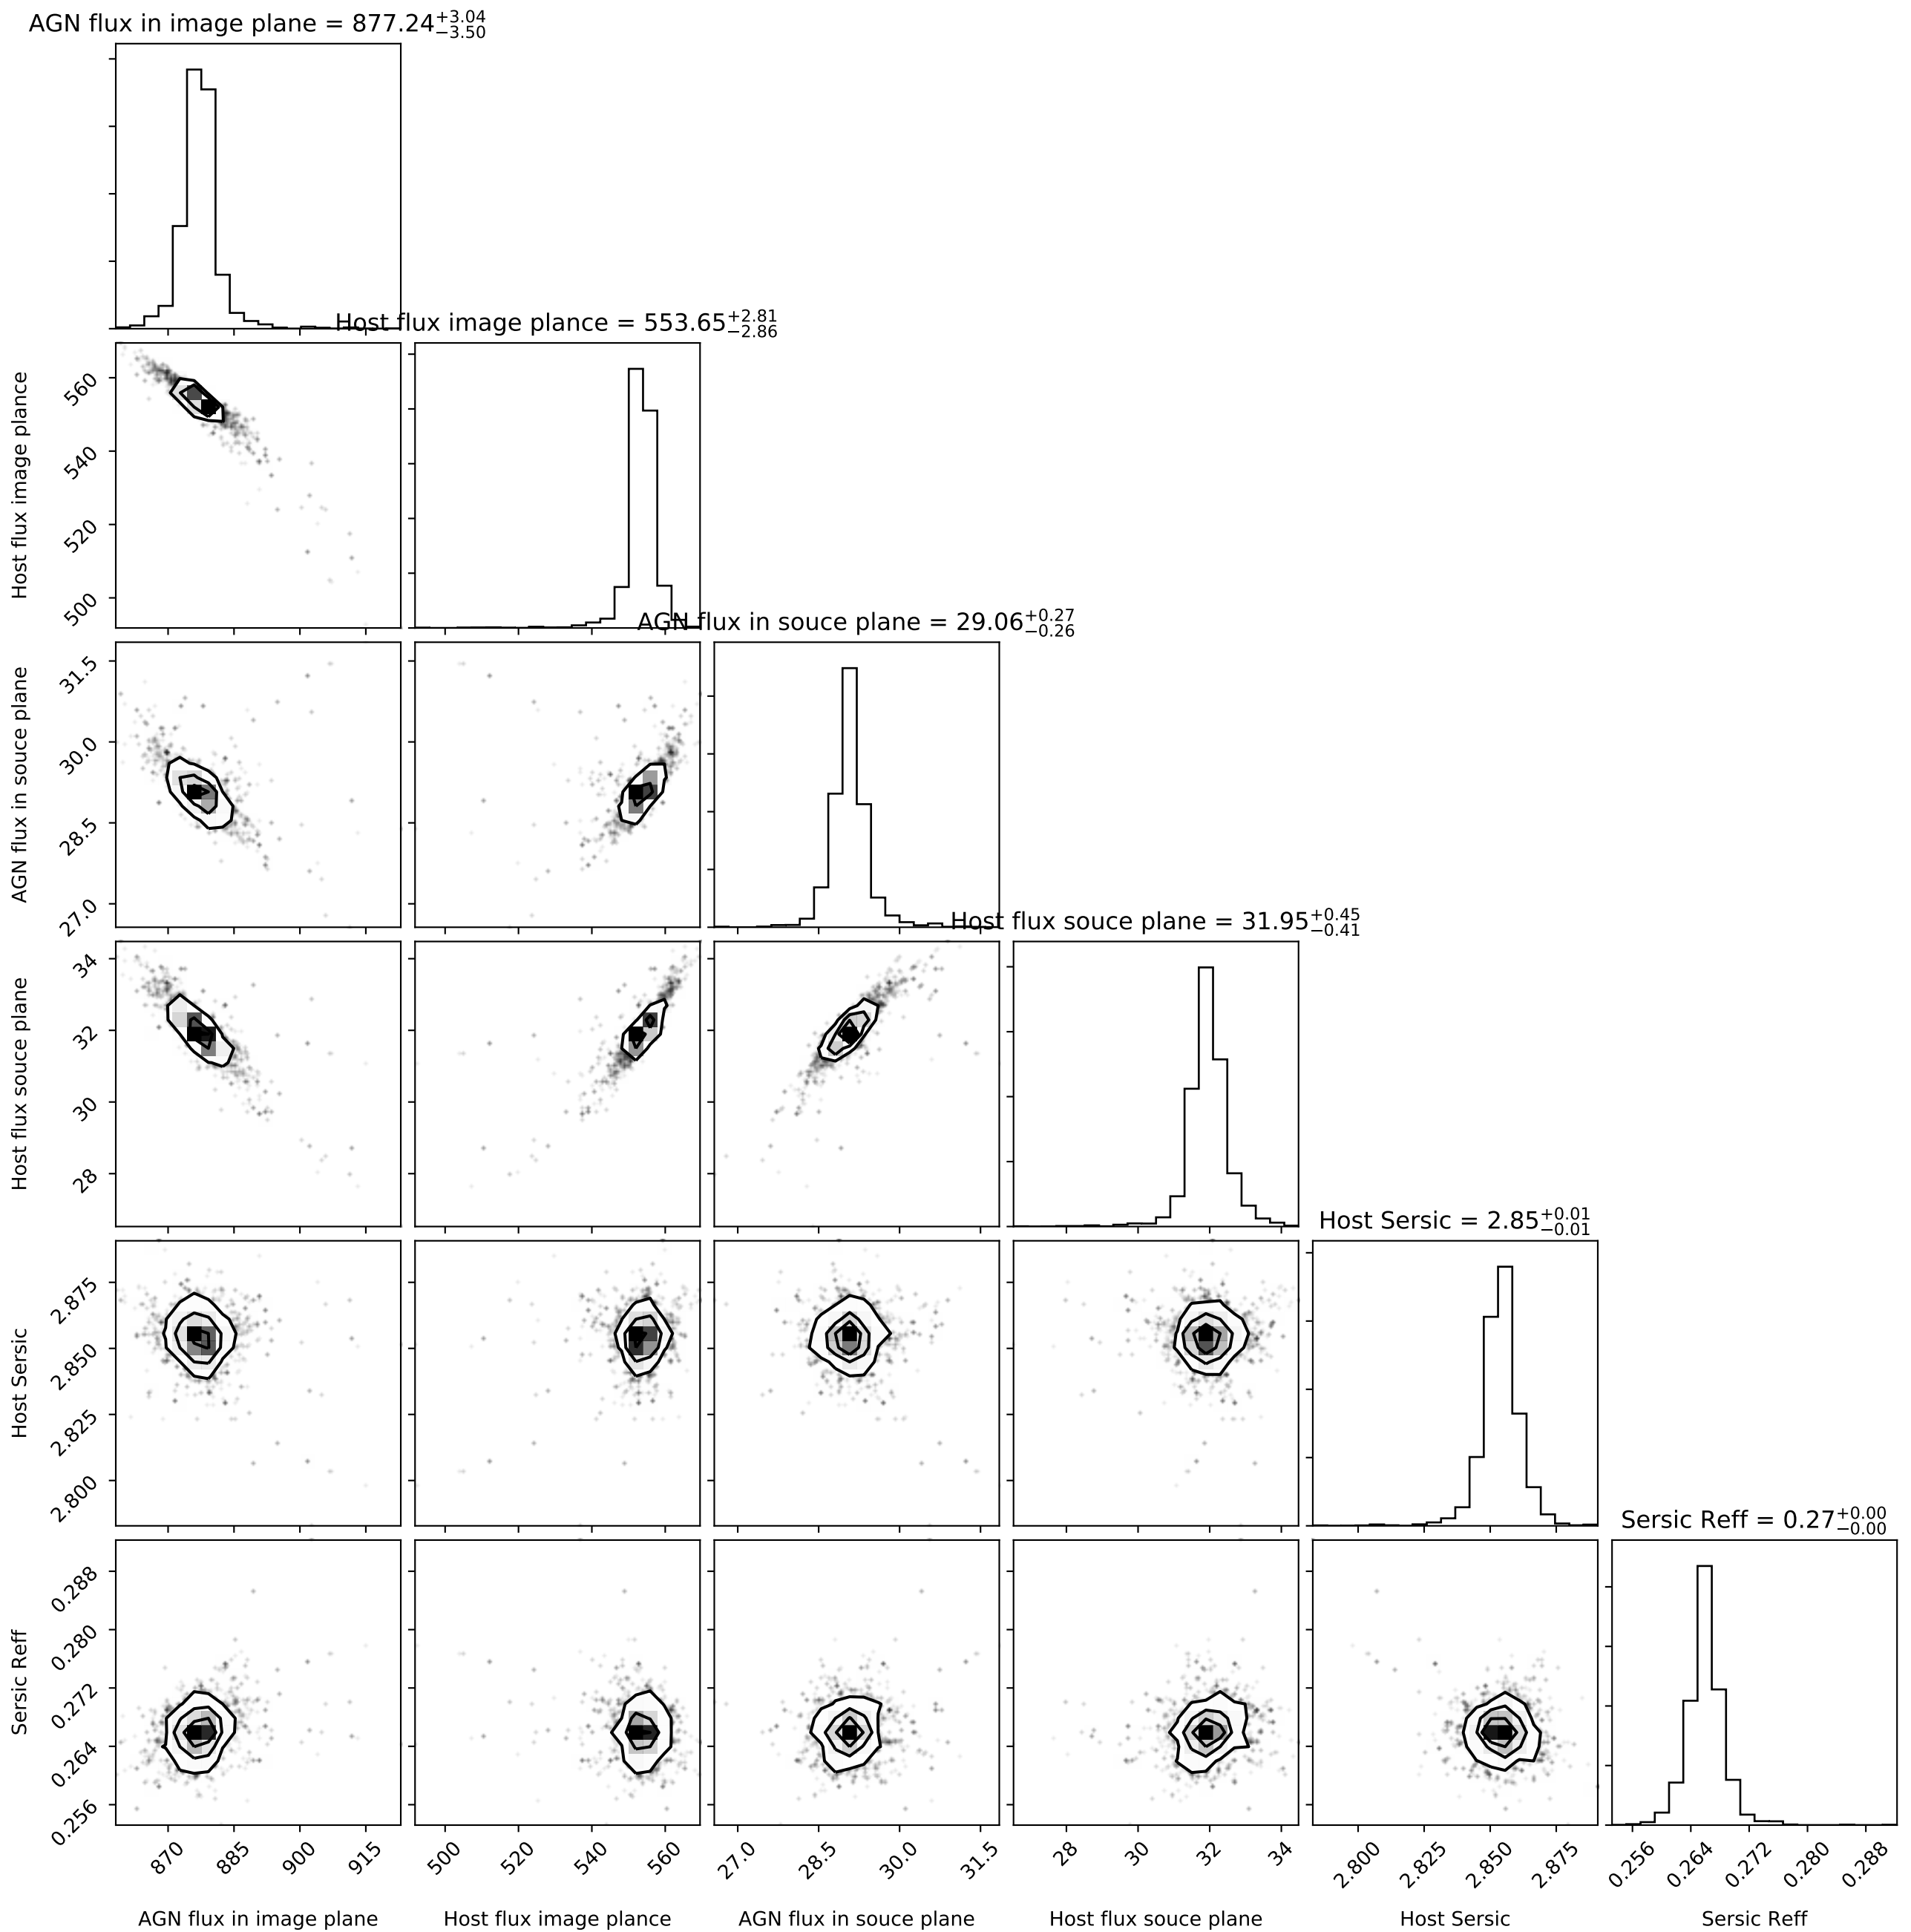 AGN flux in image plane = 877.24+3.04 −3.50
Host flux image plance = 553.65+2.81 −2.86
Host flux image plance
560
540
520
500
AGN flux in souce plane = 29.06+0.27 −0.26
AGN flux in souce plane
31.5
30.0
28.5
27.0
Host flux souce plane = 31.95+0.45 −0.41
Host flux souce plane
34
32
30
28
Host Sersic = 2.85+0.01 −0.01
Host Sersic
2.875
2.850
2.825
2.800
Sersic Reff = 0.27+0.00 −0.00
Sersic Reff
0.288
0.280
0.272
0.264
0.256
870 885 900 915 500 520 540 560 27.0 28.5 30.0 31.5 28 30 32 34 2.800 2.825 2.850 2.875 0.256 0.264 0.272 0.280 0.288
AGN flux in image plane Host flux image plance AGN flux in souce plane Host flux souce plane Host Sersic Sersic Reff